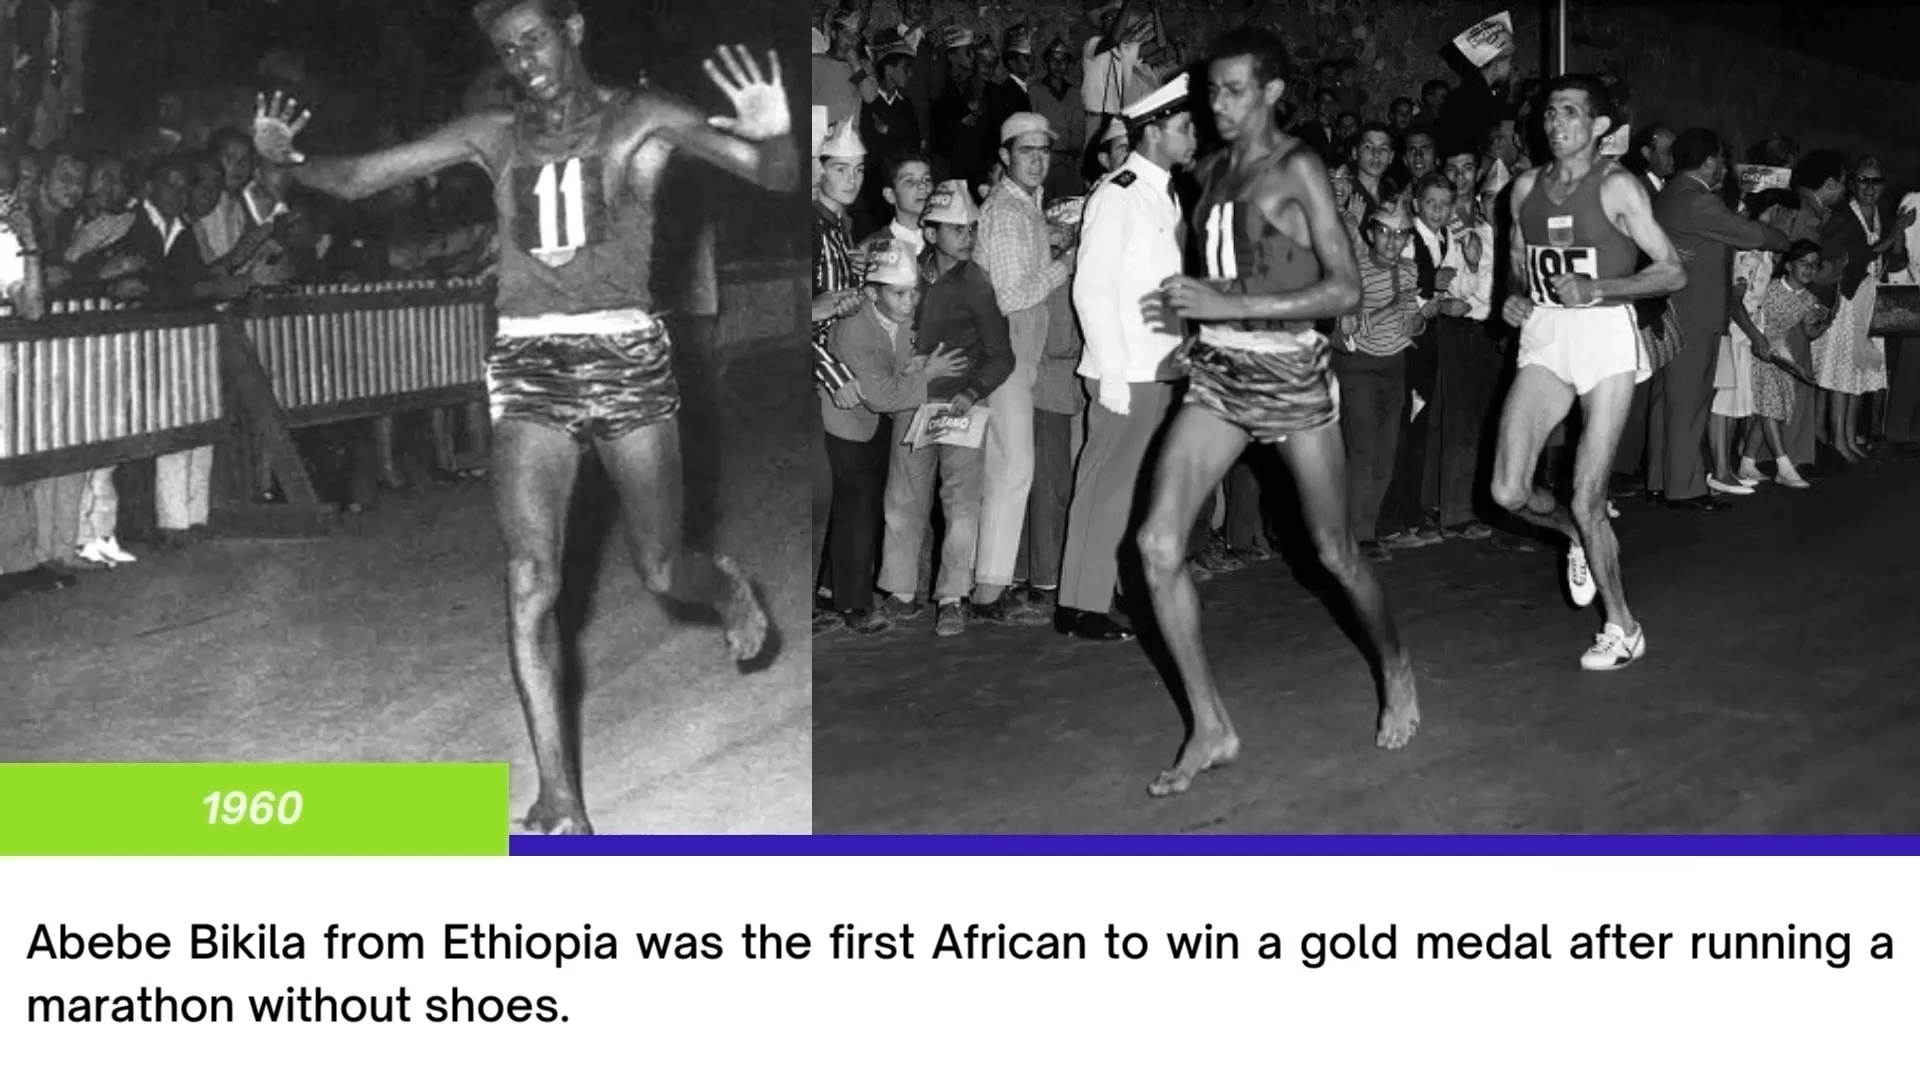 11
11
185
CINZANO
1960
Abebe Bikila from Ethiopia was the first African to win a gold medal after running a
marathon without shoes.